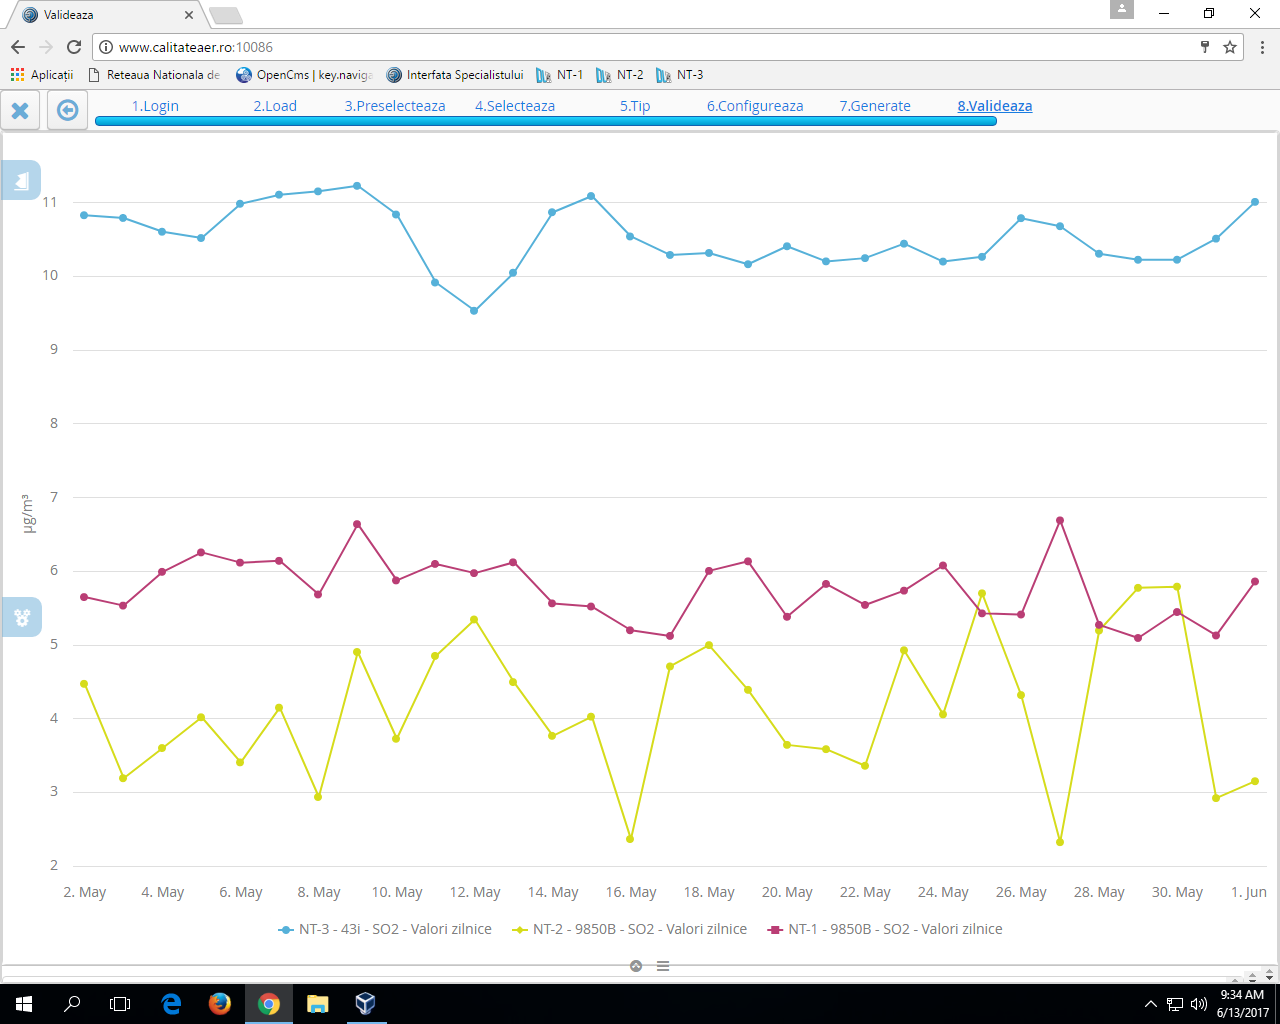 Valideaza
www.calitateaer.ro:10086
Aplicații
Reteaua Nationala de
OpenCms | key.naviga
Interfata Specialistului
NT-1
NT-2
NT-3
1.Login
2.Load
3.Preselecteaza
4.Selecteaza
5.Tip
6.Configureaza
7.Generate
8.Valideaza
11
10
9
8
7
µg/m³
6
5
4
3
2
2. May
4. May
6. May
8. May
10. May
12. May
14. May
16. May
18. May
20. May
22. May
24. May
26. May
28. May
30. May
1. Jun
NT-3 - 43i - SO2 - Valori zilnice
NT-2 - 9850B - SO2 - Valori zilnice
NT-1 - 9850B - SO2 - Valori zilnice
9:34 AM
6/13/2017